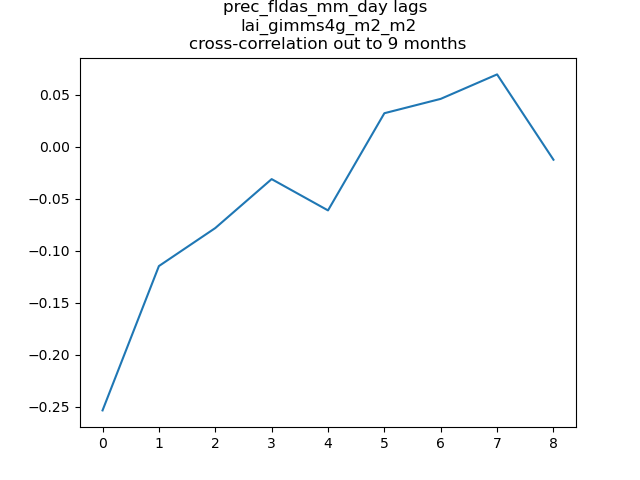 prec_fldas_mm_day lags
lai_gimms4g_m2_m2
cross-correlation out to 9 months
0.05
0.00
−0.05
−0.10
−0.15
−0.20
−0.25
0 1 2 3 4 5 6 7 8